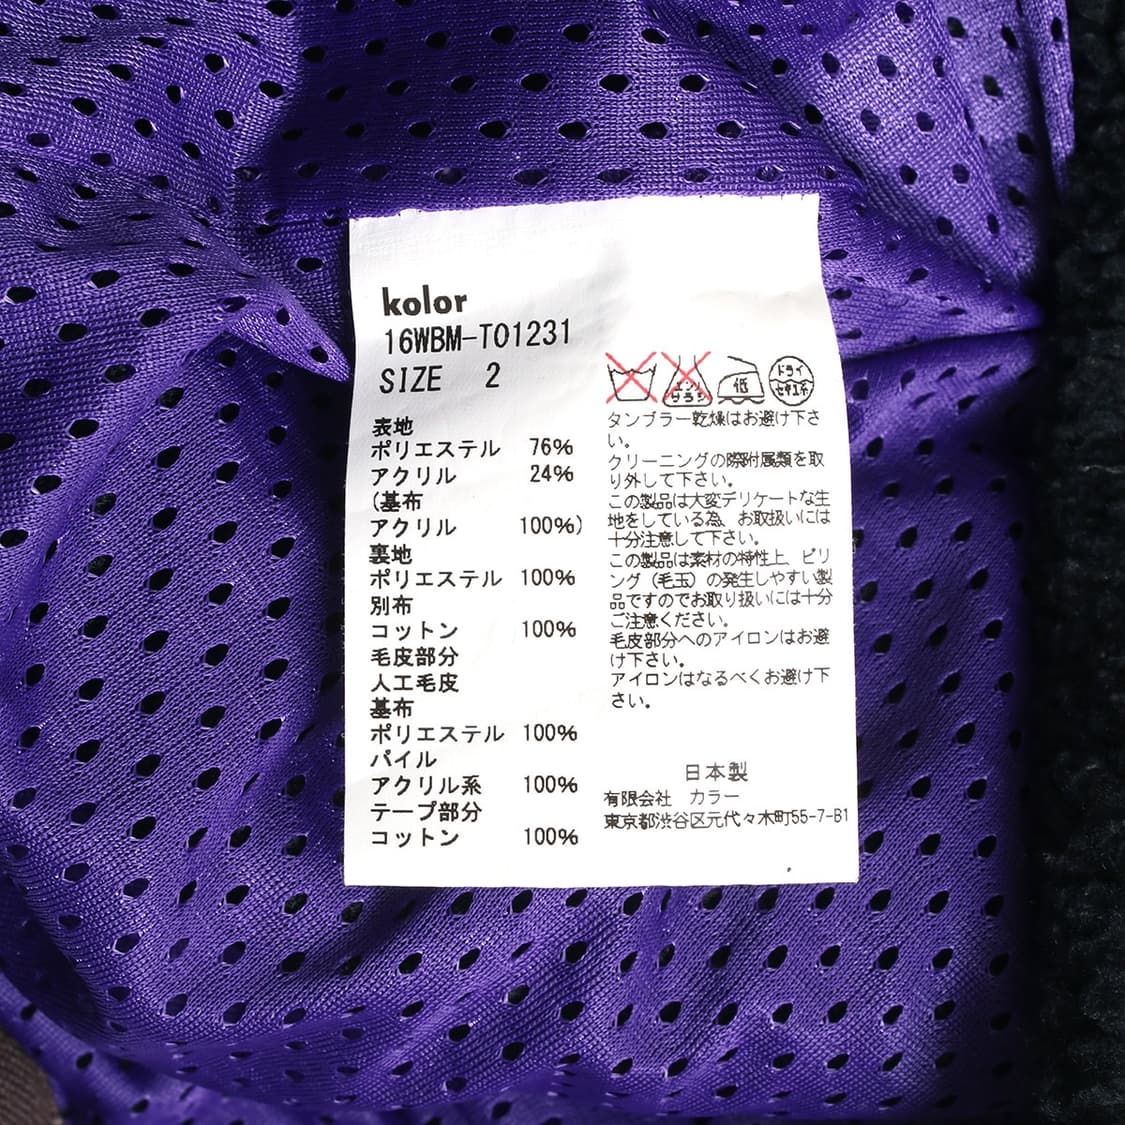 kolor
16WBM-T01231
SIZE 2
表地
ポリエステル 76%
アクリル 24%
(基布
アクリル 100%)
裏地
ポリエステル 100%
別布
コットン 100%
毛皮部分
人工毛皮
基布
ポリエステル 100%
パイル
アクリル系 100%
テープ部分
コットン 100%
エンソ サラシ 低 ドライ セキユ系
タンブラー乾燥はお避け下さ
い。
クリーニングの際附属類を取
り外して下さい。
この製品は大変デリケートな生
地をしている為、お取扱いには
十分注意して下さい。
この製品は素材の特性上、ピリ
ング（毛玉）の発生しやすい製
品ですのでお取り扱いには十分
ご注意ください。
毛皮部分へのアイロンはお避
け下さい。
アイロンはなるべくお避け下
さい。
日本製
有限会社 カラー
東京都渋谷区元代々木町55-7-B1